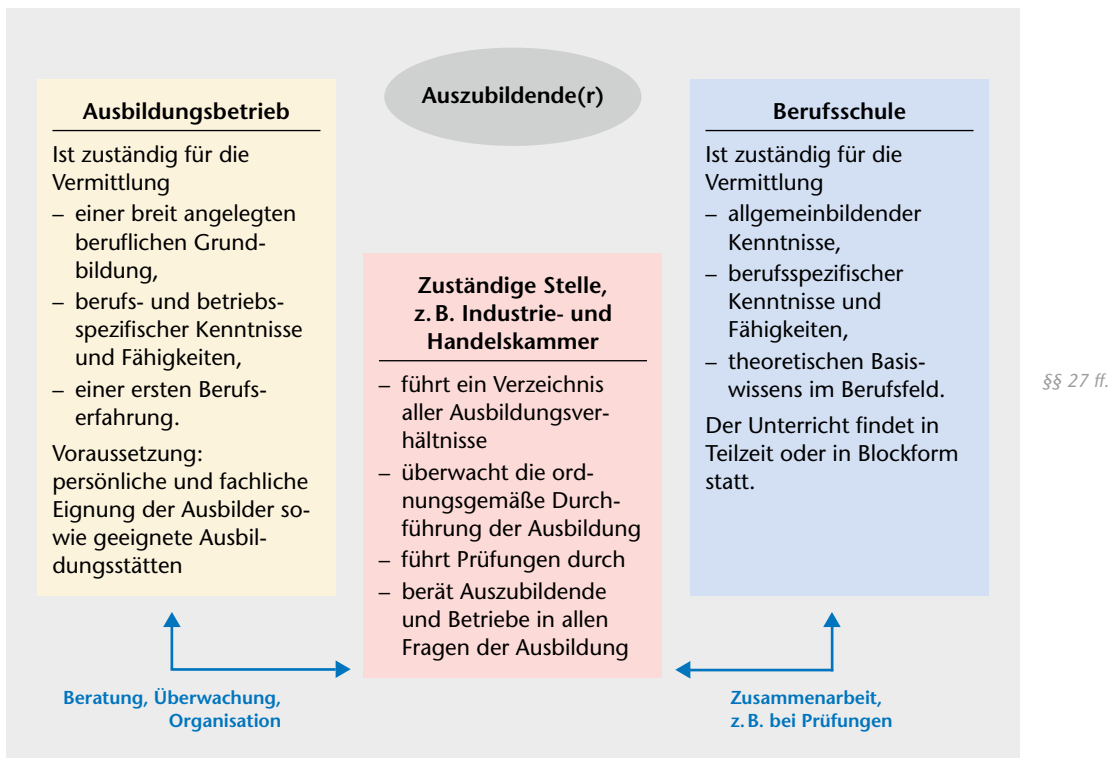 Auszubildende(r)
Ausbildungsbetrieb
Ist zuständig für die
Vermittlung
– einer breit angelegten
beruflichen Grund-
bildung,
– berufs- und betriebs-
spezifischer Kenntnisse
und Fähigkeiten,
– einer ersten Berufs-
erfahrung.
Voraussetzung:
persönliche und fachliche
Eignung der Ausbilder so-
wie geeignete Ausbil-
dungsstätten
Zuständige Stelle,
z. B. Industrie- und
Handelskammer
– führt ein Verzeichnis
aller Ausbildungsver-
hältnisse
– überwacht die ord-
nungsgemäße Durch-
führung der Ausbildung
– führt Prüfungen durch
– berät Auszubildende
und Betriebe in allen
Fragen der Ausbildung
Berufsschule
Ist zuständig für die
Vermittlung
– allgemeinbildender
Kenntnisse,
– berufsspezifischer
Kenntnisse und
Fähigkeiten,
– theoretischen Basis-
wissens im Berufsfeld.
Der Unterricht findet in
Teilzeit oder in Blockform
statt.
§§ 27 ff.
Beratung, Überwachung,
Organisation
Zusammenarbeit,
z. B. bei Prüfungen